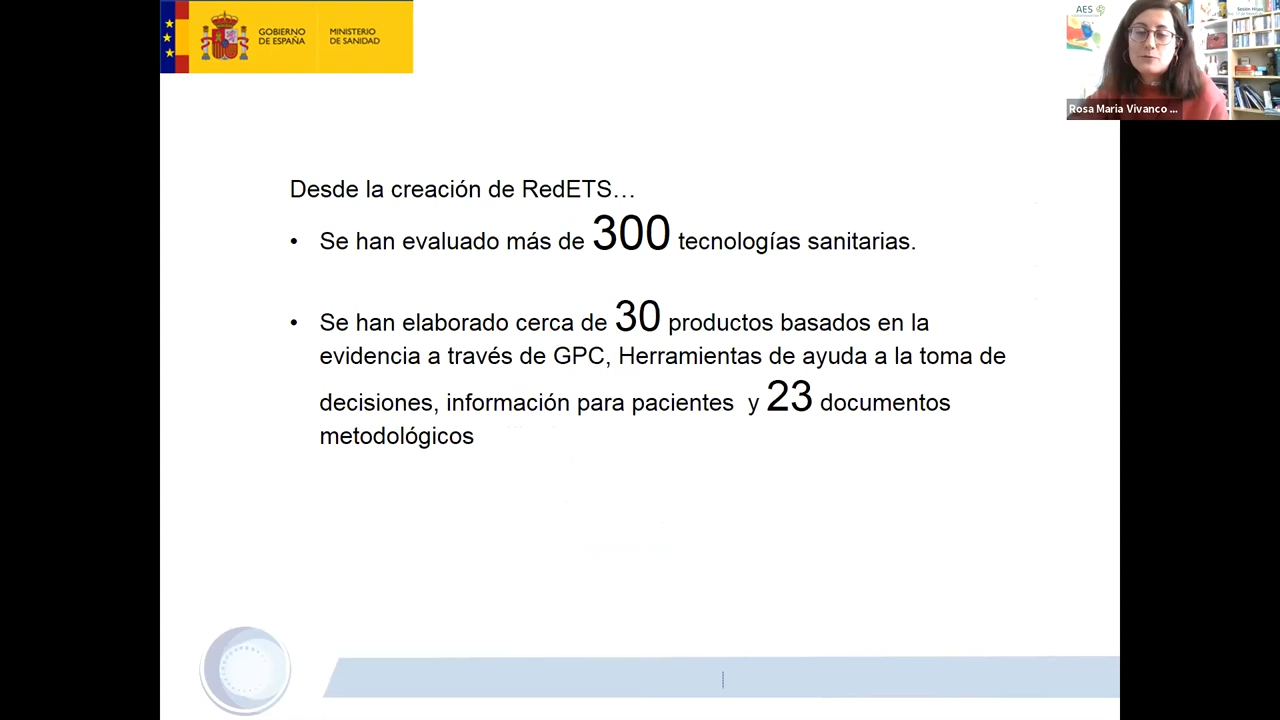 GOBIERNO
DE ESPAÑA
MINISTERIO
DE SANIDAD
AES
Rosa Maria Vivanco ...
Desde la creación de RedETS…
• Se han evaluado más de 300 tecnologías sanitarias.
• Se han elaborado cerca de 30 productos basados en la
evidencia a través de GPC, Herramientas de ayuda a la toma de
decisiones, información para pacientes y 23 documentos
metodológicos